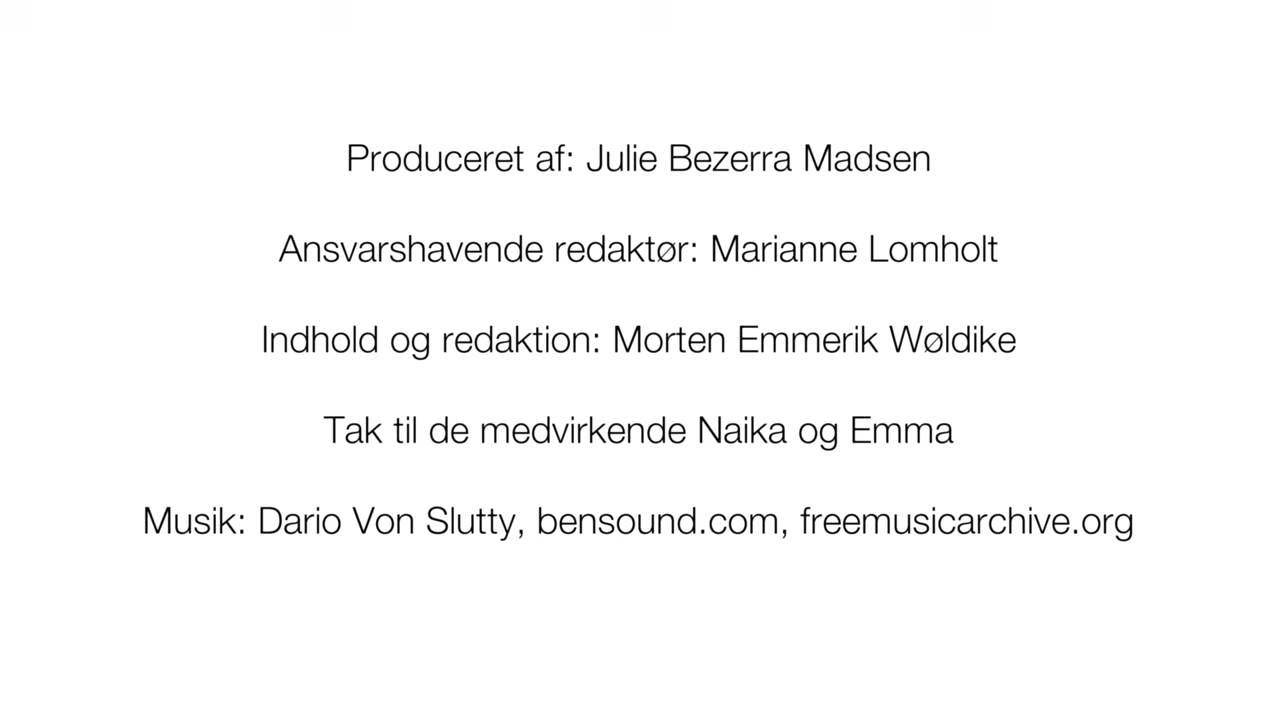 Produceret af: Julie Bezerra Madsen
Ansvarshavende redaktør: Marianne Lomholt
Indhold og redaktion: Morten Emmerik Wøldike
Tak til de medvirkende Naika og Emma
Musik: Dario Von Slutty, bensound.com, freemusicarchive.org